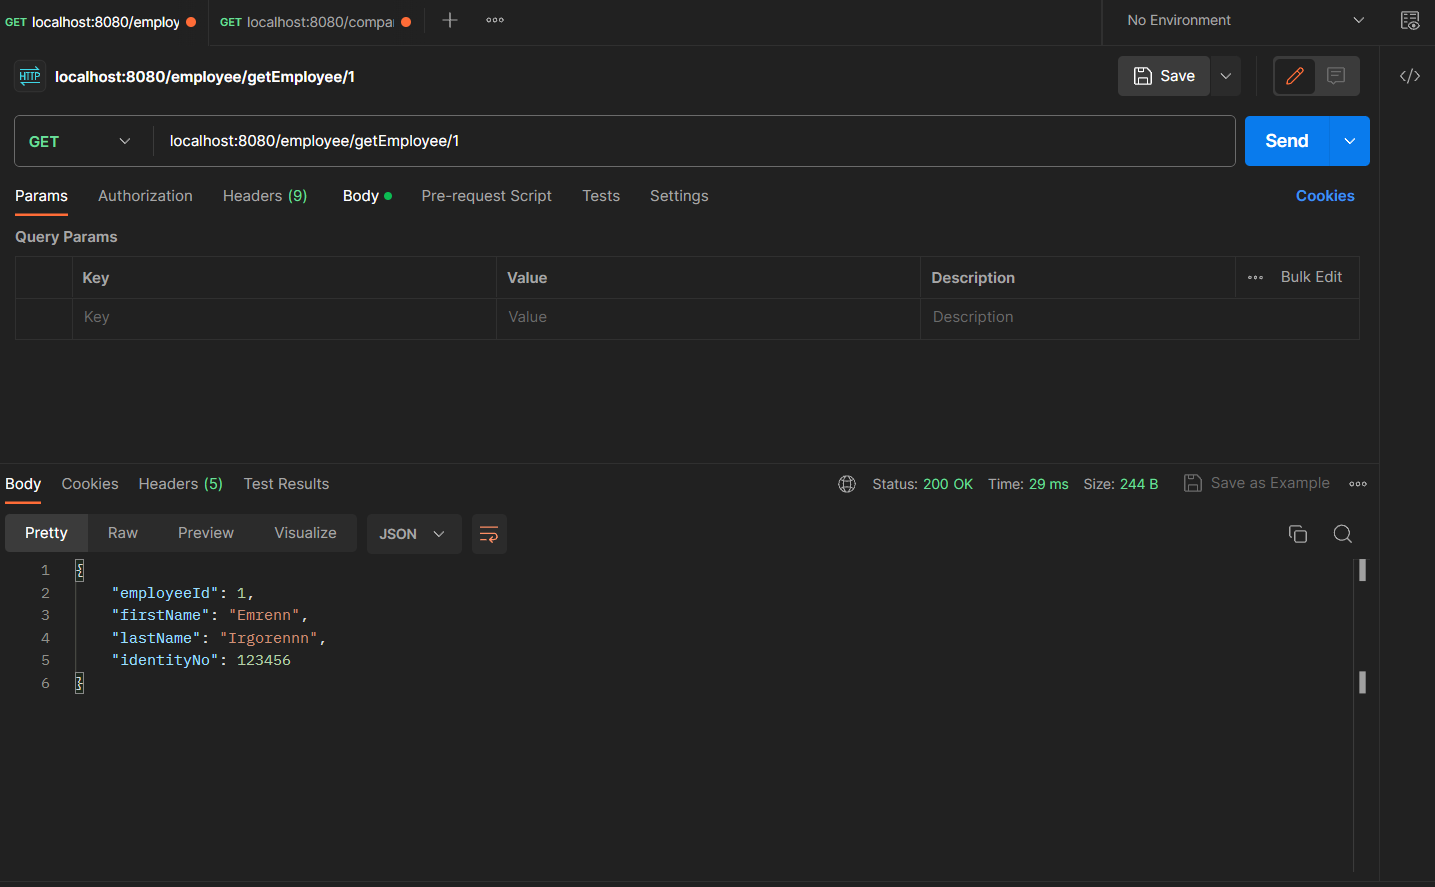 GET localhost:8080/employ
GET localhost:8080/compa
No Environment
HTTP localhost:8080/employee/getEmployee/1
Save
GET localhost:8080/employee/getEmployee/1
Send
Params Authorization Headers (9) Body Pre-request Script Tests Settings Cookies
Query Params
Key Value Description Bulk Edit
Key Value Description
Body Cookies Headers (5) Test Results Status: 200 OK Time: 29 ms Size: 244 B Save as Example
Pretty Raw Preview Visualize JSON
1 {
2 "employeeId": 1,
3 "firstName": "Emrenn",
4 "lastName": "Irgorennn",
5 "identityNo": 123456
6 }